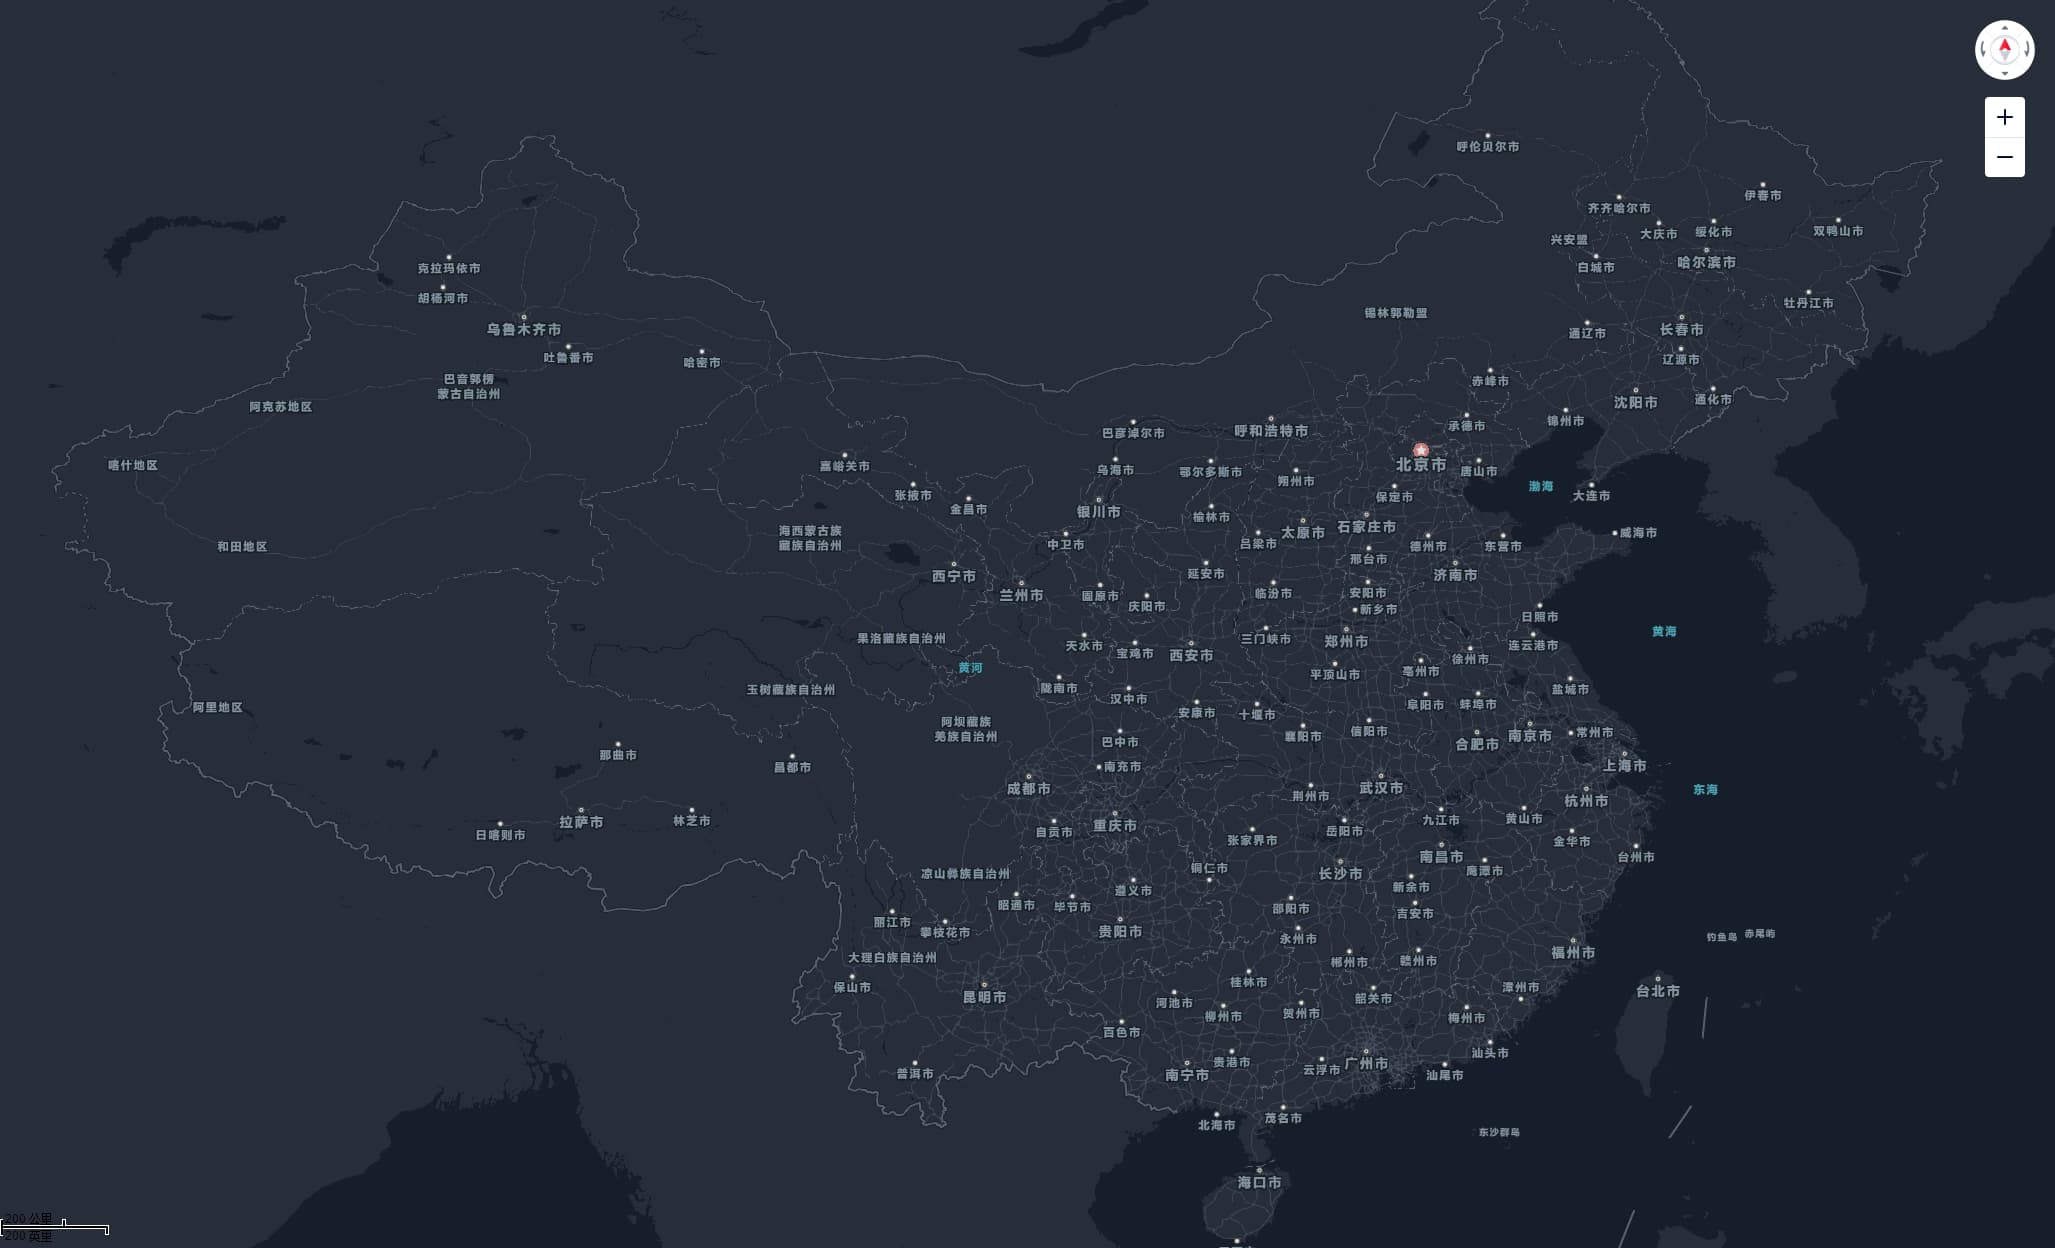 呼伦贝尔市
伊春市
齐齐哈尔市
大庆市
绥化市
双鸭山市
兴安盟
白城市
哈尔滨市
克拉玛依市
胡杨河市
牡丹江市
锡林郭勒盟
乌鲁木齐市
通辽市
长春市
吐鲁番市
哈密市
辽源市
巴音郭楞
蒙古自治州
赤峰市
阿克苏地区
沈阳市
通化市
锦州市
承德市
巴彦淖尔市
呼和浩特市
喀什地区
嘉峪关市
乌海市
鄂尔多斯市
北京市
唐山市
朔州市
渤海
张掖市
保定市
大连市
金昌市
银川市
榆林市
石家庄市
太原市
威海市
海西蒙古族
藏族自治州
和田地区
中卫市
吕梁市
德州市
东营市
邢台市
西宁市
延安市
济南市
兰州市
固原市
庆阳市
临汾市
安阳市
新乡市
日照市
果洛藏族自治州
天水市
宝鸡市
西安市
三门峡市
郑州市
连云港市
黄海
黄河
徐州市
亳州市
平顶山市
玉树藏族自治州
陇南市
汉中市
盐城市
阿里地区
安康市
十堰市
阜阳市
蚌埠市
阿坝藏族
羌族自治州
襄阳市
信阳市
合肥市
南京市
常州市
巴中市
那曲市
昌都市
南充市
上海市
成都市
武汉市
荆州市
杭州市
东海
日喀则市
拉萨市
林芝市
自贡市
重庆市
张家界市
岳阳市
九江市
黄山市
金华市
南昌市
台州市
凉山彝族自治州
铜仁市
长沙市
鹰潭市
遵义市
新余市
昭通市
毕节市
邵阳市
吉安市
丽江市
攀枝花市
贵阳市
永州市
钓鱼岛
赤尾屿
大理白族自治州
郴州市
赣州市
福州市
保山市
昆明市
桂林市
漳州市
台北市
河池市
柳州市
贺州市
韶关市
梅州市
百色市
汕头市
普洱市
南宁市
贵港市
云浮市
广州市
汕尾市
北海市
茂名市
东沙群岛
海口市
200 公里
200 英里